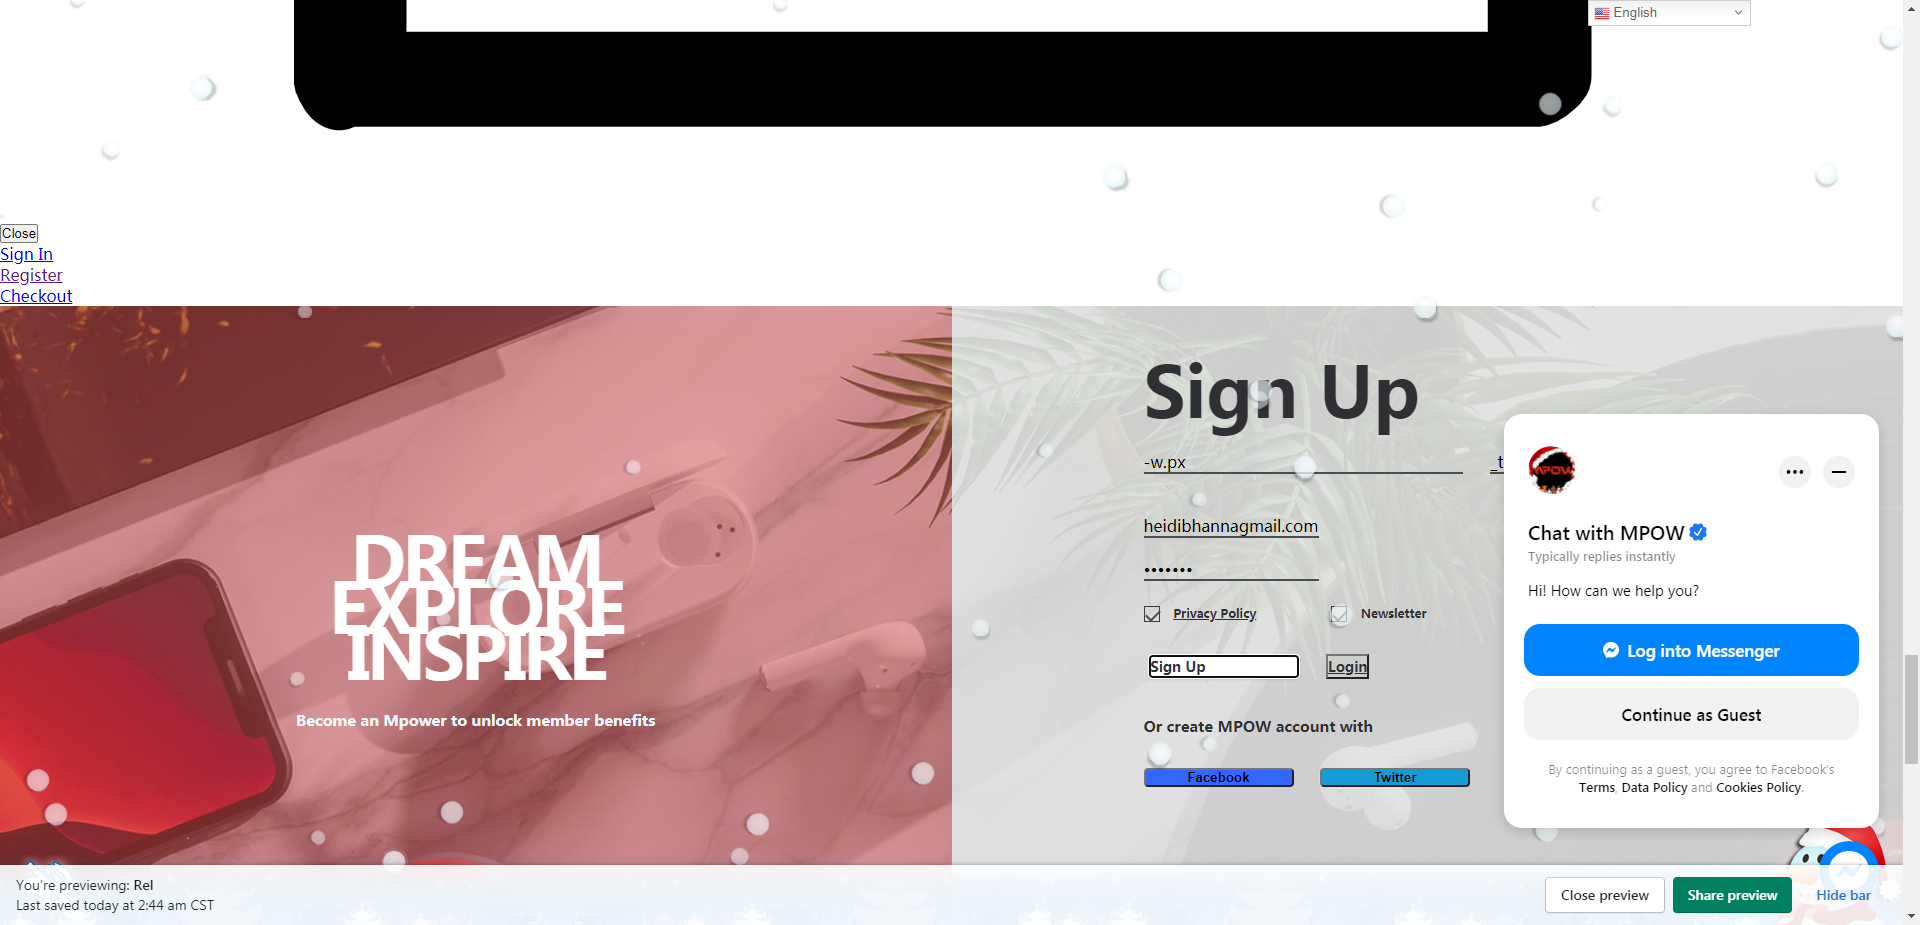 English
Close
Sign In
Register
Checkout
DREAM
EXPLORE
INSPIRE
Become an Mpower to unlock member benefits
Sign Up
-w.px
_t
heidibhannagmail.com
•••••••
Privacy Policy
Newsletter
Sign Up
Login
Or create MPOW account with
Facebook
Twitter
MPOW
Chat with MPOW
Typically replies instantly
Hi! How can we help you?
Log into Messenger
Continue as Guest
By continuing as a guest, you agree to Facebook's
Terms, Data Policy and Cookies Policy.
You're previewing: Rel
Last saved today at 2:44 am CST
Close preview
Share preview
Hide bar